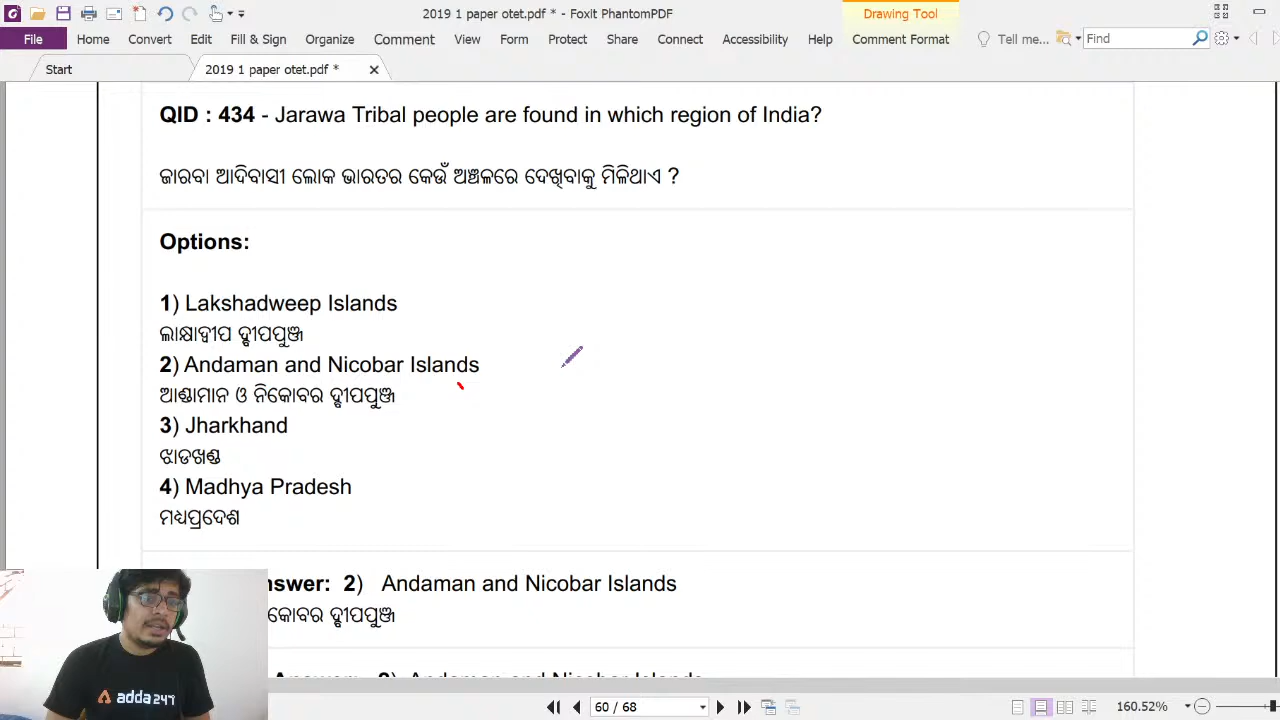 2019 1 paper otet.pdf * - Foxit PhantomPDF
Drawing Tool
File Home Convert Edit Fill & Sign Organize Comment View Form Protect Share Connect Accessibility Help Comment Format Tell me... Find
Start 2019 1 paper otet.pdf *
QID : 434 - Jarawa Tribal people are found in which region of India?
ଜାରବା ଆଦିବାସୀ ଲୋକ ଭାରତର କେଉଁ ଅଞ୍ଚଳରେ ଦେଖିବାକୁ ମିଳିଥାଏ ?
Options:
1) Lakshadweep Islands
ଲାକ୍ଷାଦ୍ୱୀପ ଦ୍ବୀପପୁଞ୍ଜ
2) Andaman and Nicobar Islands
ଆଣ୍ଡାମାନ ଓ ନିକୋବର ଦ୍ବୀପପୁଞ୍ଜ
3) Jharkhand
ଝାଡଖଣ୍ଡ
4) Madhya Pradesh
ମଧ୍ୟପ୍ରଦେଶ
nswer: 2) Andaman and Nicobar Islands
କୋବର ଦ୍ବୀପପୁଞ୍ଜ
adda 247
60 / 68
160.52%